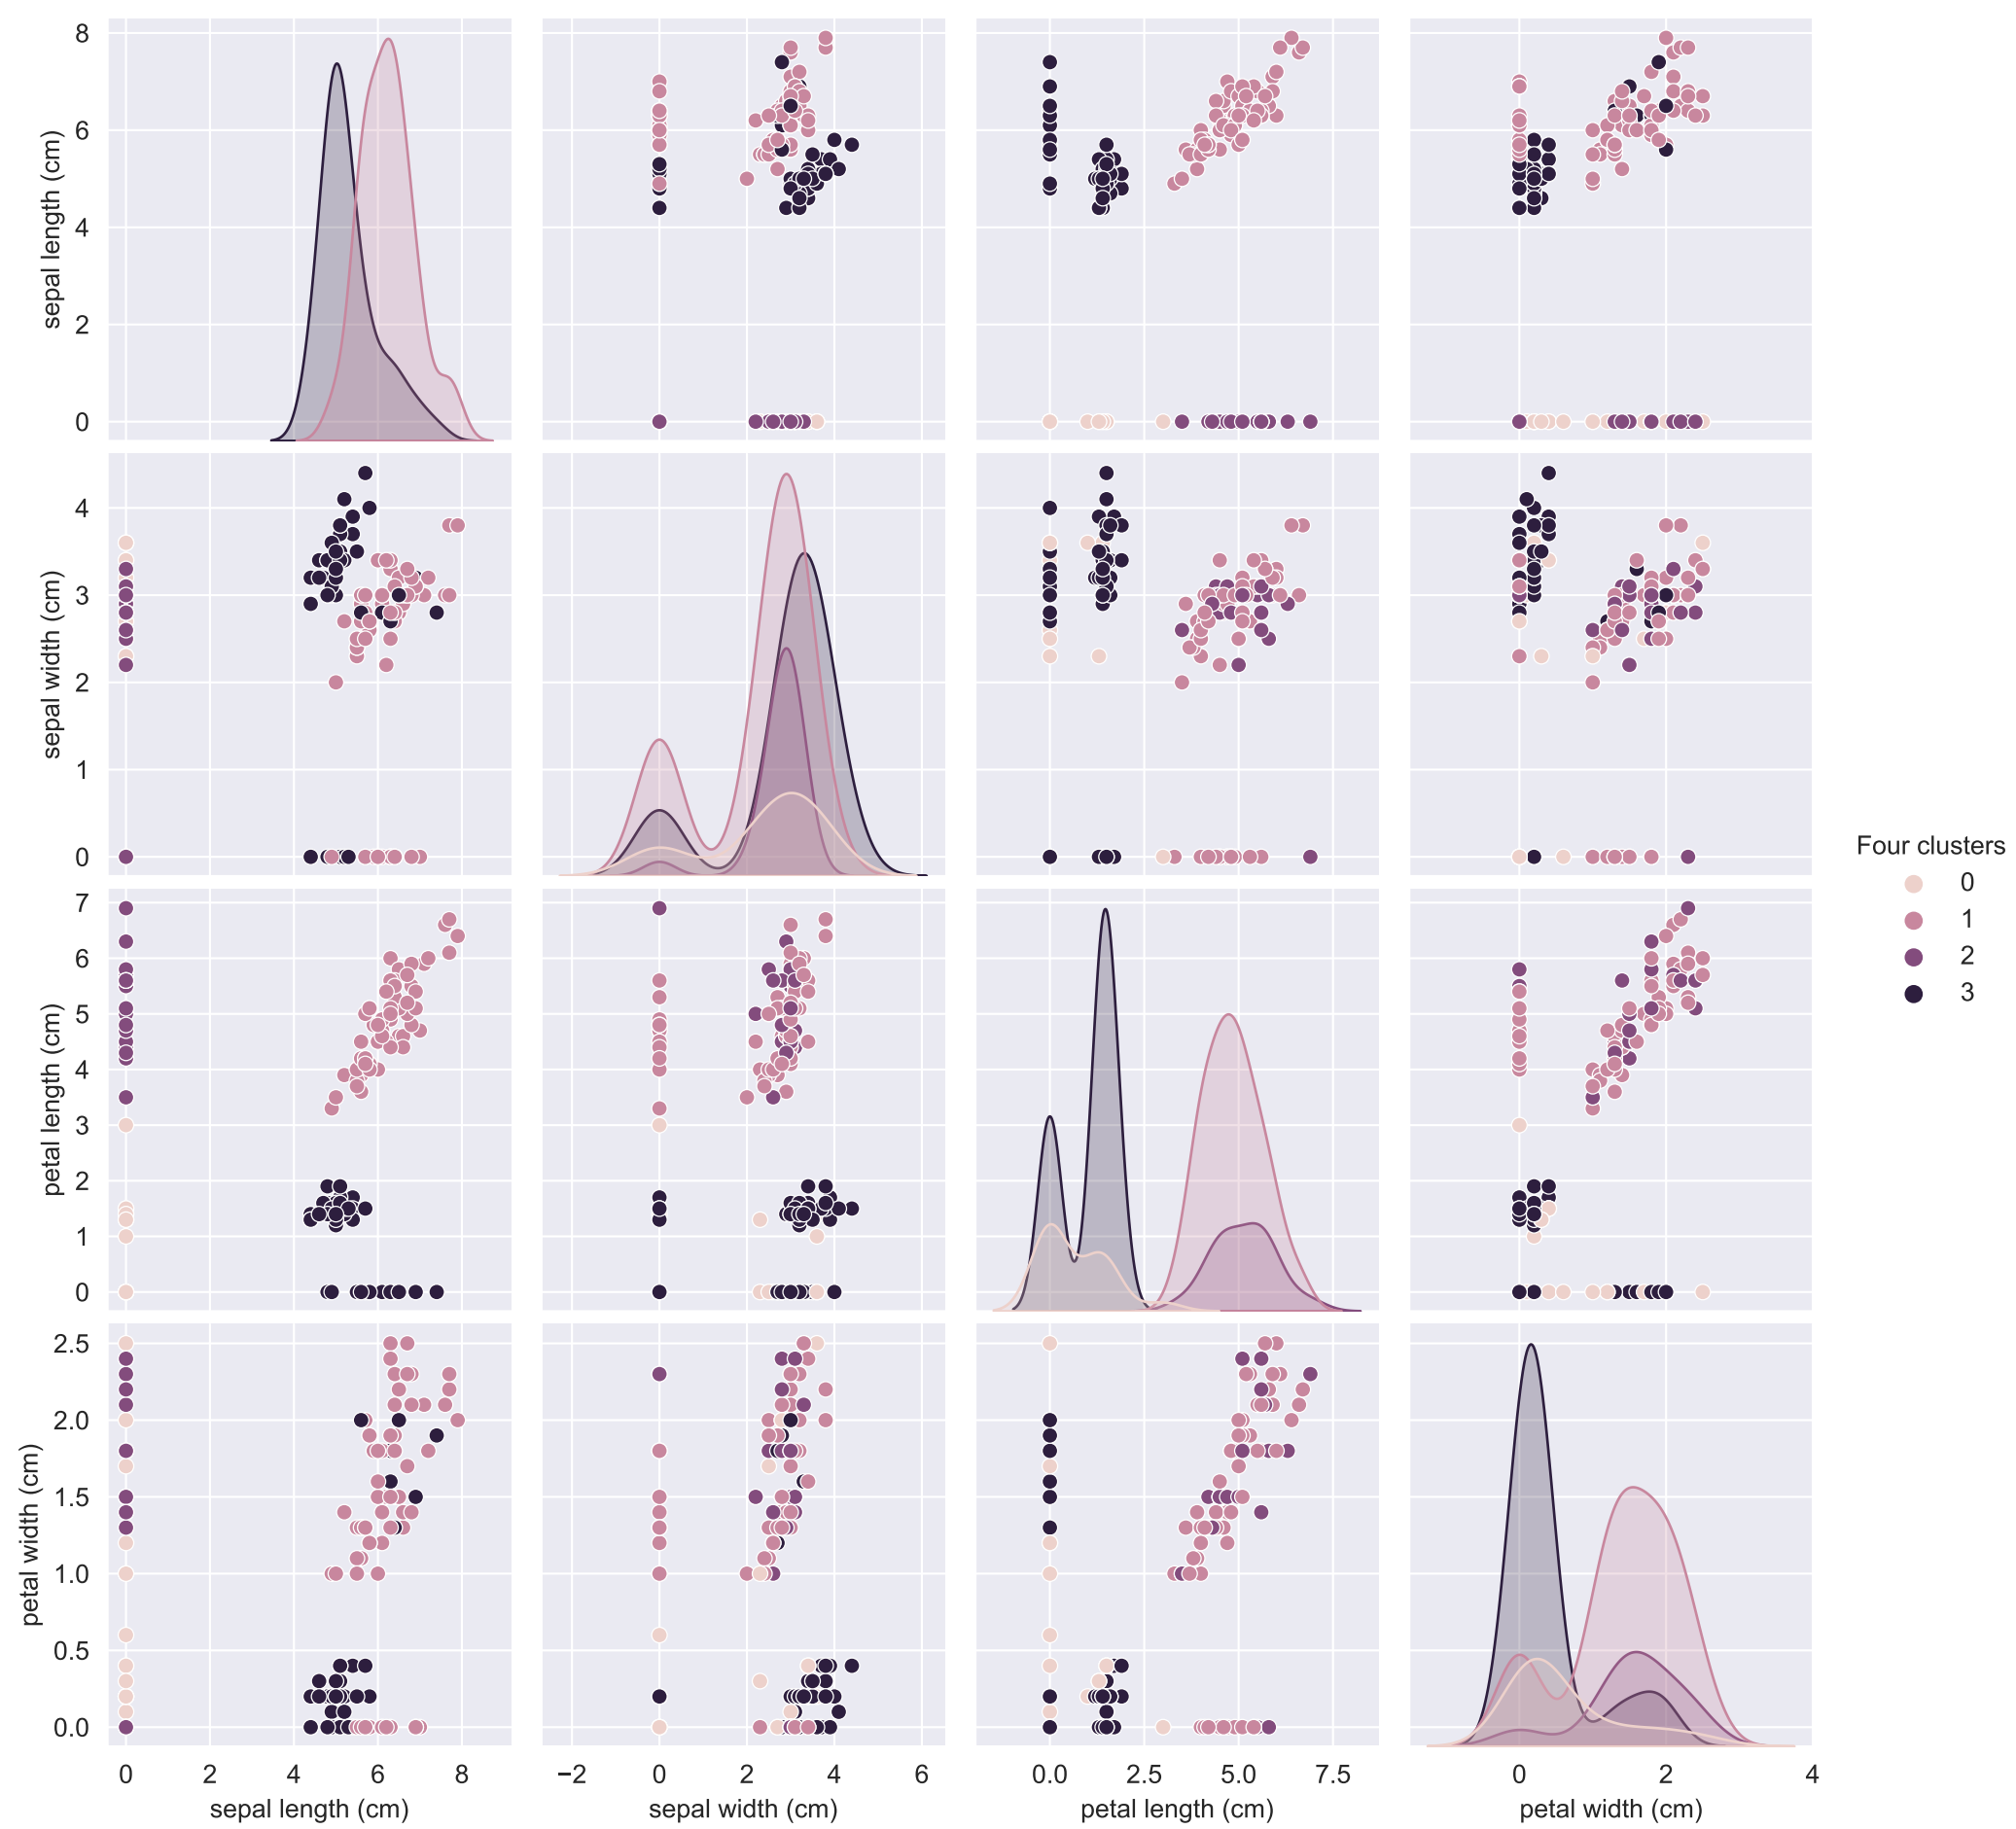 8
6
4
2
0
sepal length (cm)
4
3
2
1
0
sepal width (cm)
Four clusters
0
1
2
3
7
6
5
4
3
2
1
0
petal length (cm)
2.5
2.0
1.5
1.0
0.5
0.0
petal width (cm)
0 2 4 6 8
−2 0 2 4 6
0.0 2.5 5.0 7.5
0 2 4
sepal length (cm)
sepal width (cm)
petal length (cm)
petal width (cm)